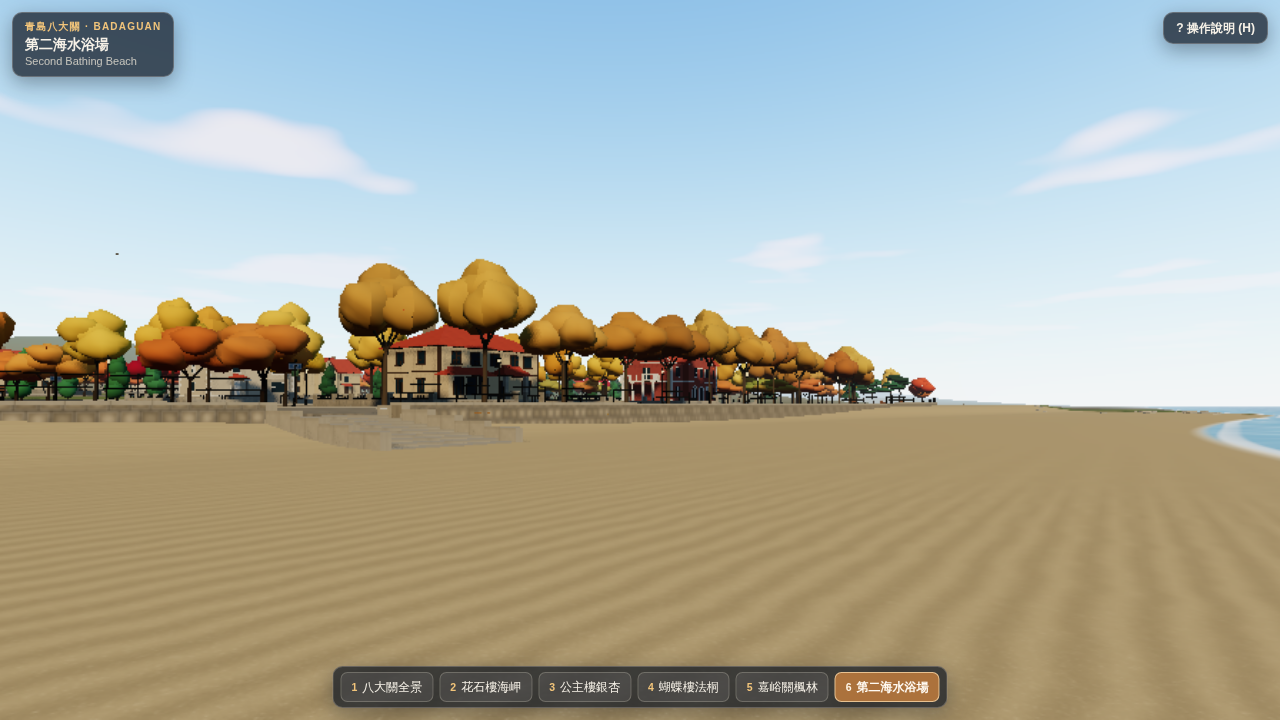 青島八大關 · BADAGUAN
第二海水浴場
Second Bathing Beach
? 操作說明 (H)
1 八大關全景
2 花石樓海岬
3 公主樓銀杏
4 蝴蝶樓法桐
5 嘉峪關楓林
6 第二海水浴場